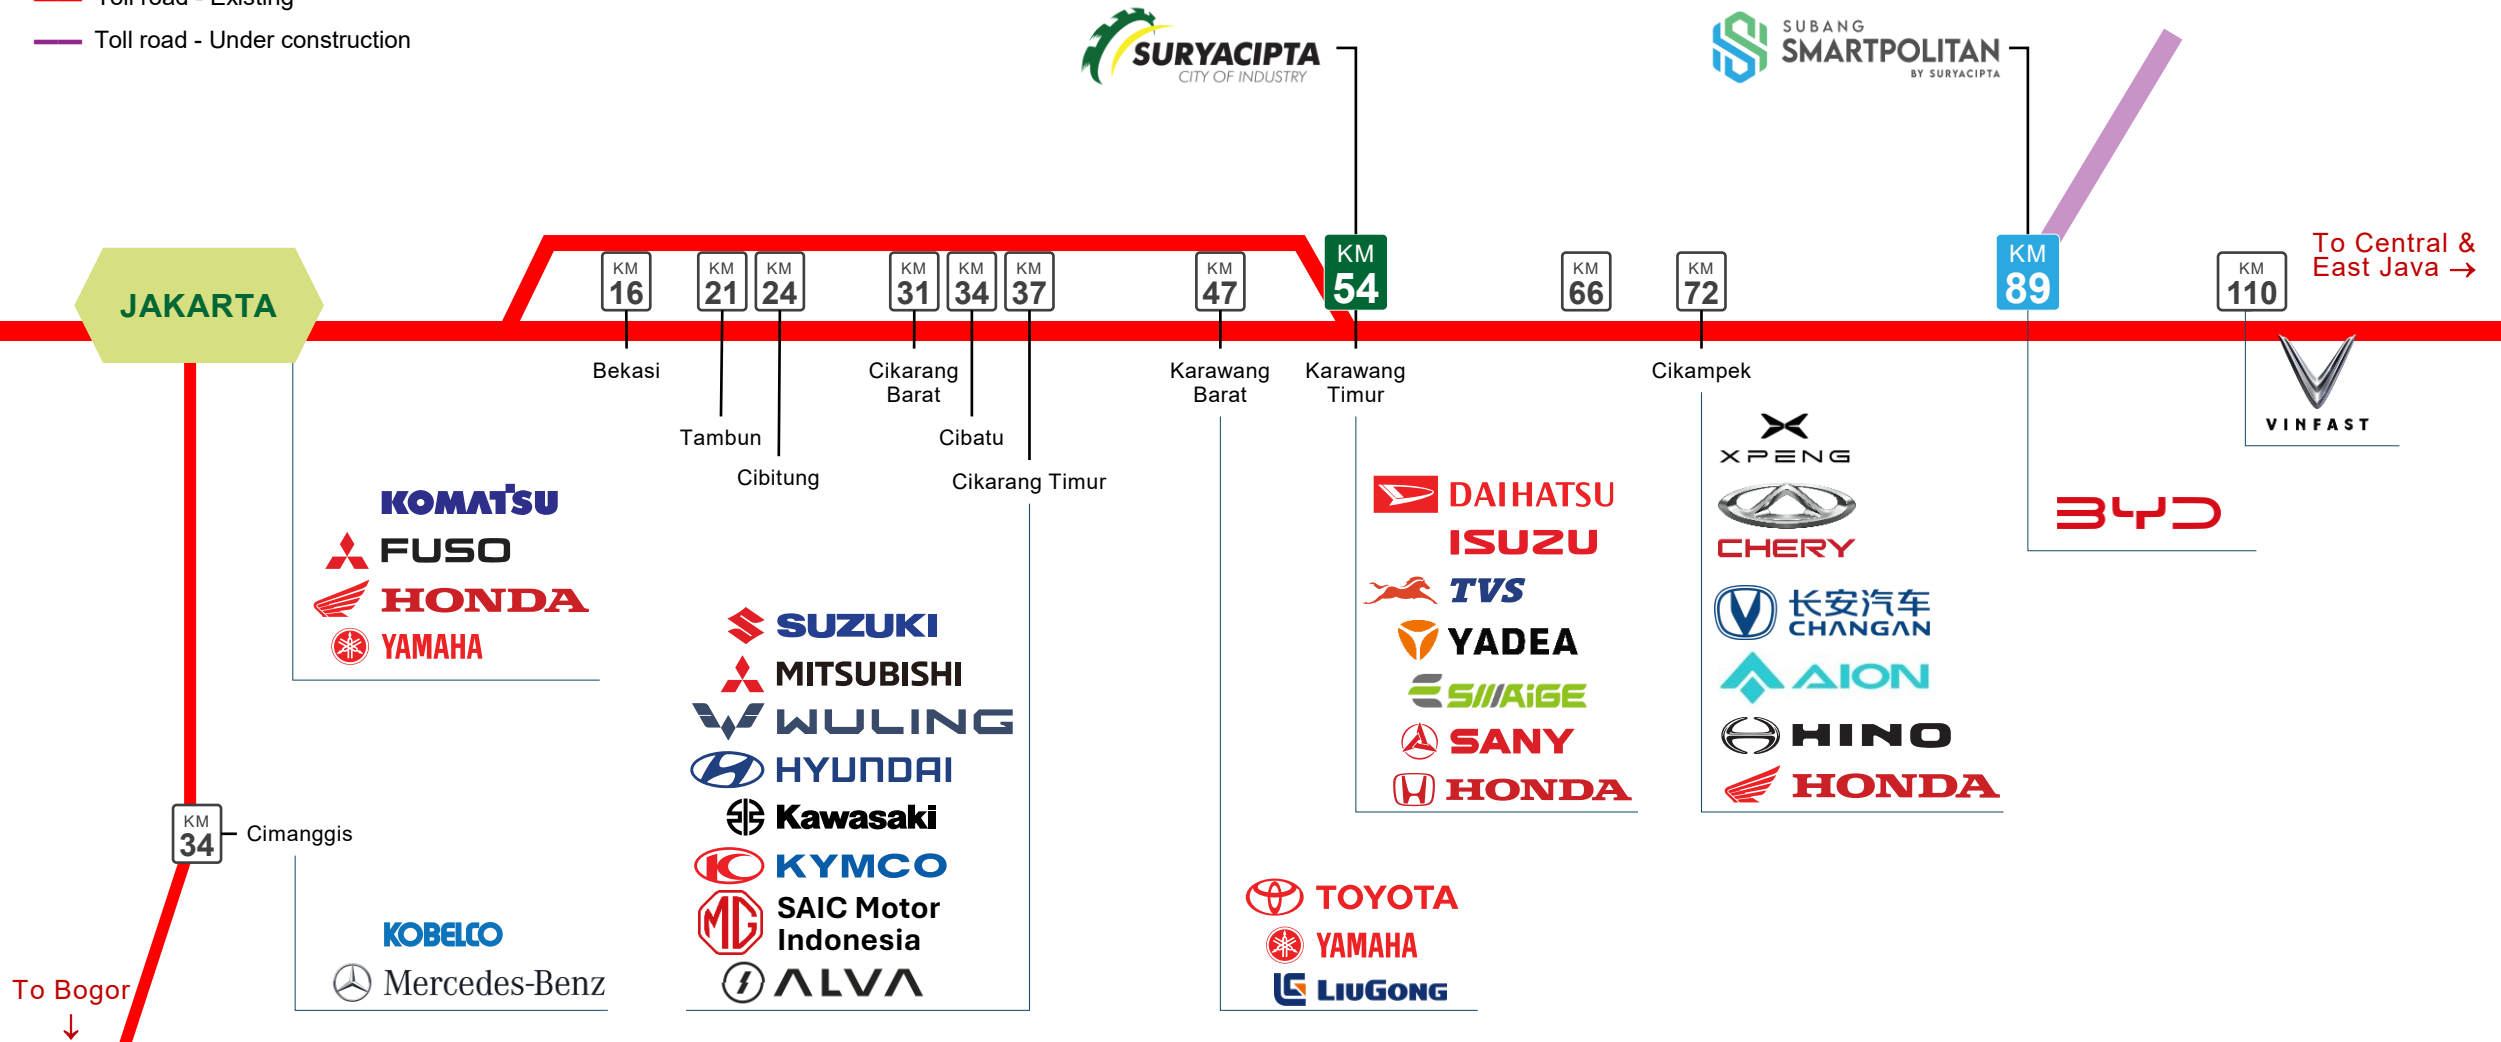 Toll road - Existing
Toll road - Under construction
SURYACIPTA
CITY OF INDUSTRY
SUBANG
SMARTPOLITAN
BY SURYACIPTA
JAKARTA
KM
16
KM
21
KM
24
KM
31
KM
34
KM
37
KM
47
KM
54
KM
66
KM
72
KM
89
KM
110
To Central &
East Java →
Bekasi
Tambun
Cibitung
Cikarang
Barat
Cibatu
Cikarang Timur
Karawang
Barat
Karawang
Timur
Cikampek
VINFAST
BYD
XPENG
CHERY
长安汽车
CHANGAN
AION
HINO
HONDA
DAIHATSU
ISUZU
TVS
YADEA
SMAiGE
SANY
HONDA
TOYOTA
YAMAHA
LIUGONG
SUZUKI
MITSUBISHI
WULING
HYUNDAI
Kawasaki
KYMCO
MG
SAIC Motor
Indonesia
ALVA
KOMATSU
FUSO
HONDA
YAMAHA
KM
34
Cimanggis
KOBELCO
Mercedes-Benz
To Bogor
↓